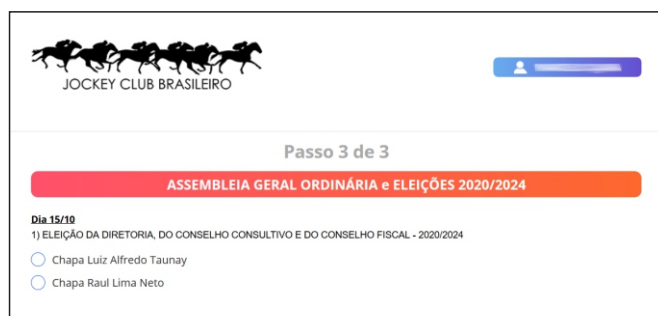 JOCKEY CLUB BRASILEIRO
Passo 3 de 3
ASSEMBLEIA GERAL ORDINÁRIA e ELEIÇÕES 2020/2024
Dia 15/10
1) ELEIÇÃO DA DIRETORIA, DO CONSELHO CONSULTIVO E DO CONSELHO FISCAL - 2020/2024
Chapa Luiz Alfredo Taunay
Chapa Raul Lima Neto